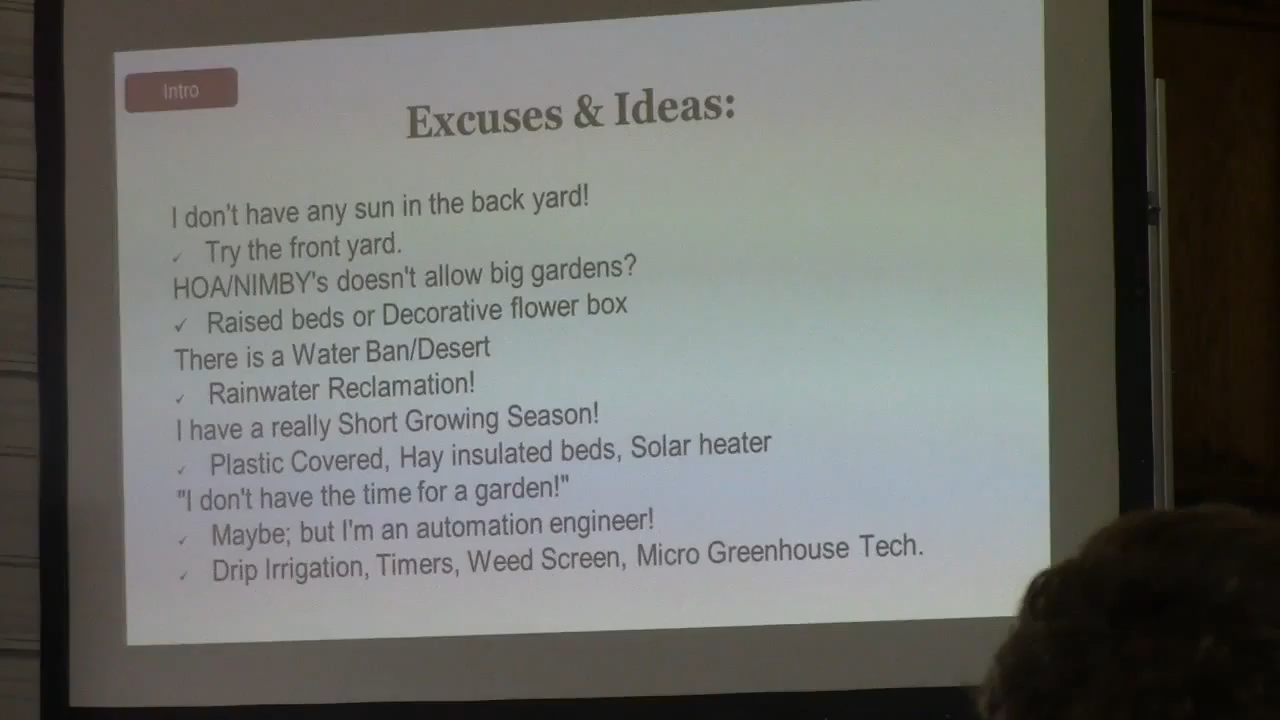 Intro
Excuses & Ideas:
I don't have any sun in the back yard!
✓ Try the front yard.
HOA/NIMBY's doesn't allow big gardens?
✓ Raised beds or Decorative flower box
There is a Water Ban/Desert
✓ Rainwater Reclamation!
I have a really Short Growing Season!
✓ Plastic Covered, Hay insulated beds, Solar heater
"I don't have the time for a garden!"
✓ Maybe; but I'm an automation engineer!
✓ Drip Irrigation, Timers, Weed Screen, Micro Greenhouse Tech.